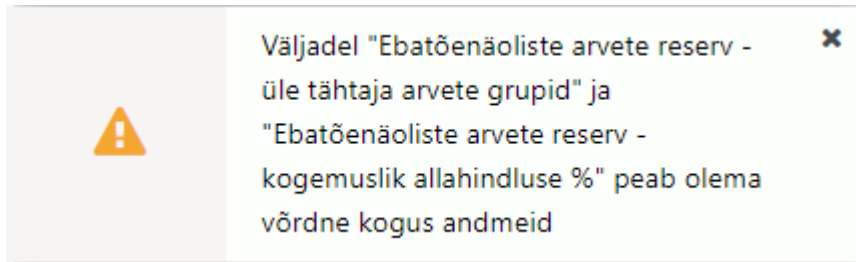 Väljadel "Ebatõenäoliste arvete reserv -
üle tähtaja arvete grupid" ja
"Ebatõenäoliste arvete reserv -
kogemuslik allahindluse %" peab olema
võrdne kogus andmeid